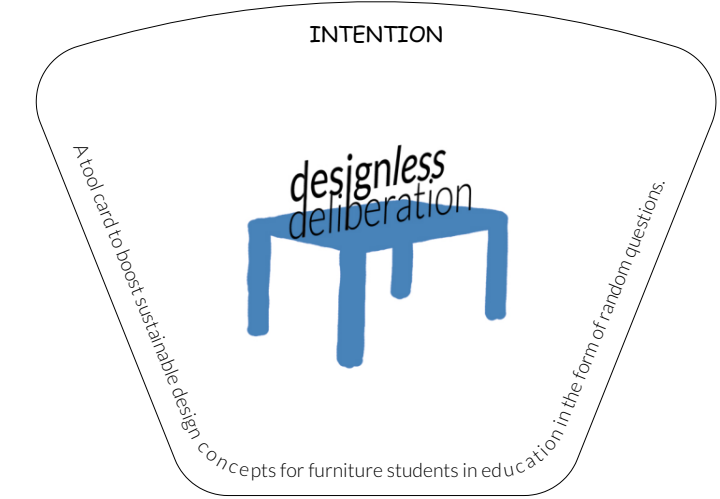 INTENTION
designless
deliberation
A tool card to boost sustainable design concepts for furniture students in education in the form of random questions.